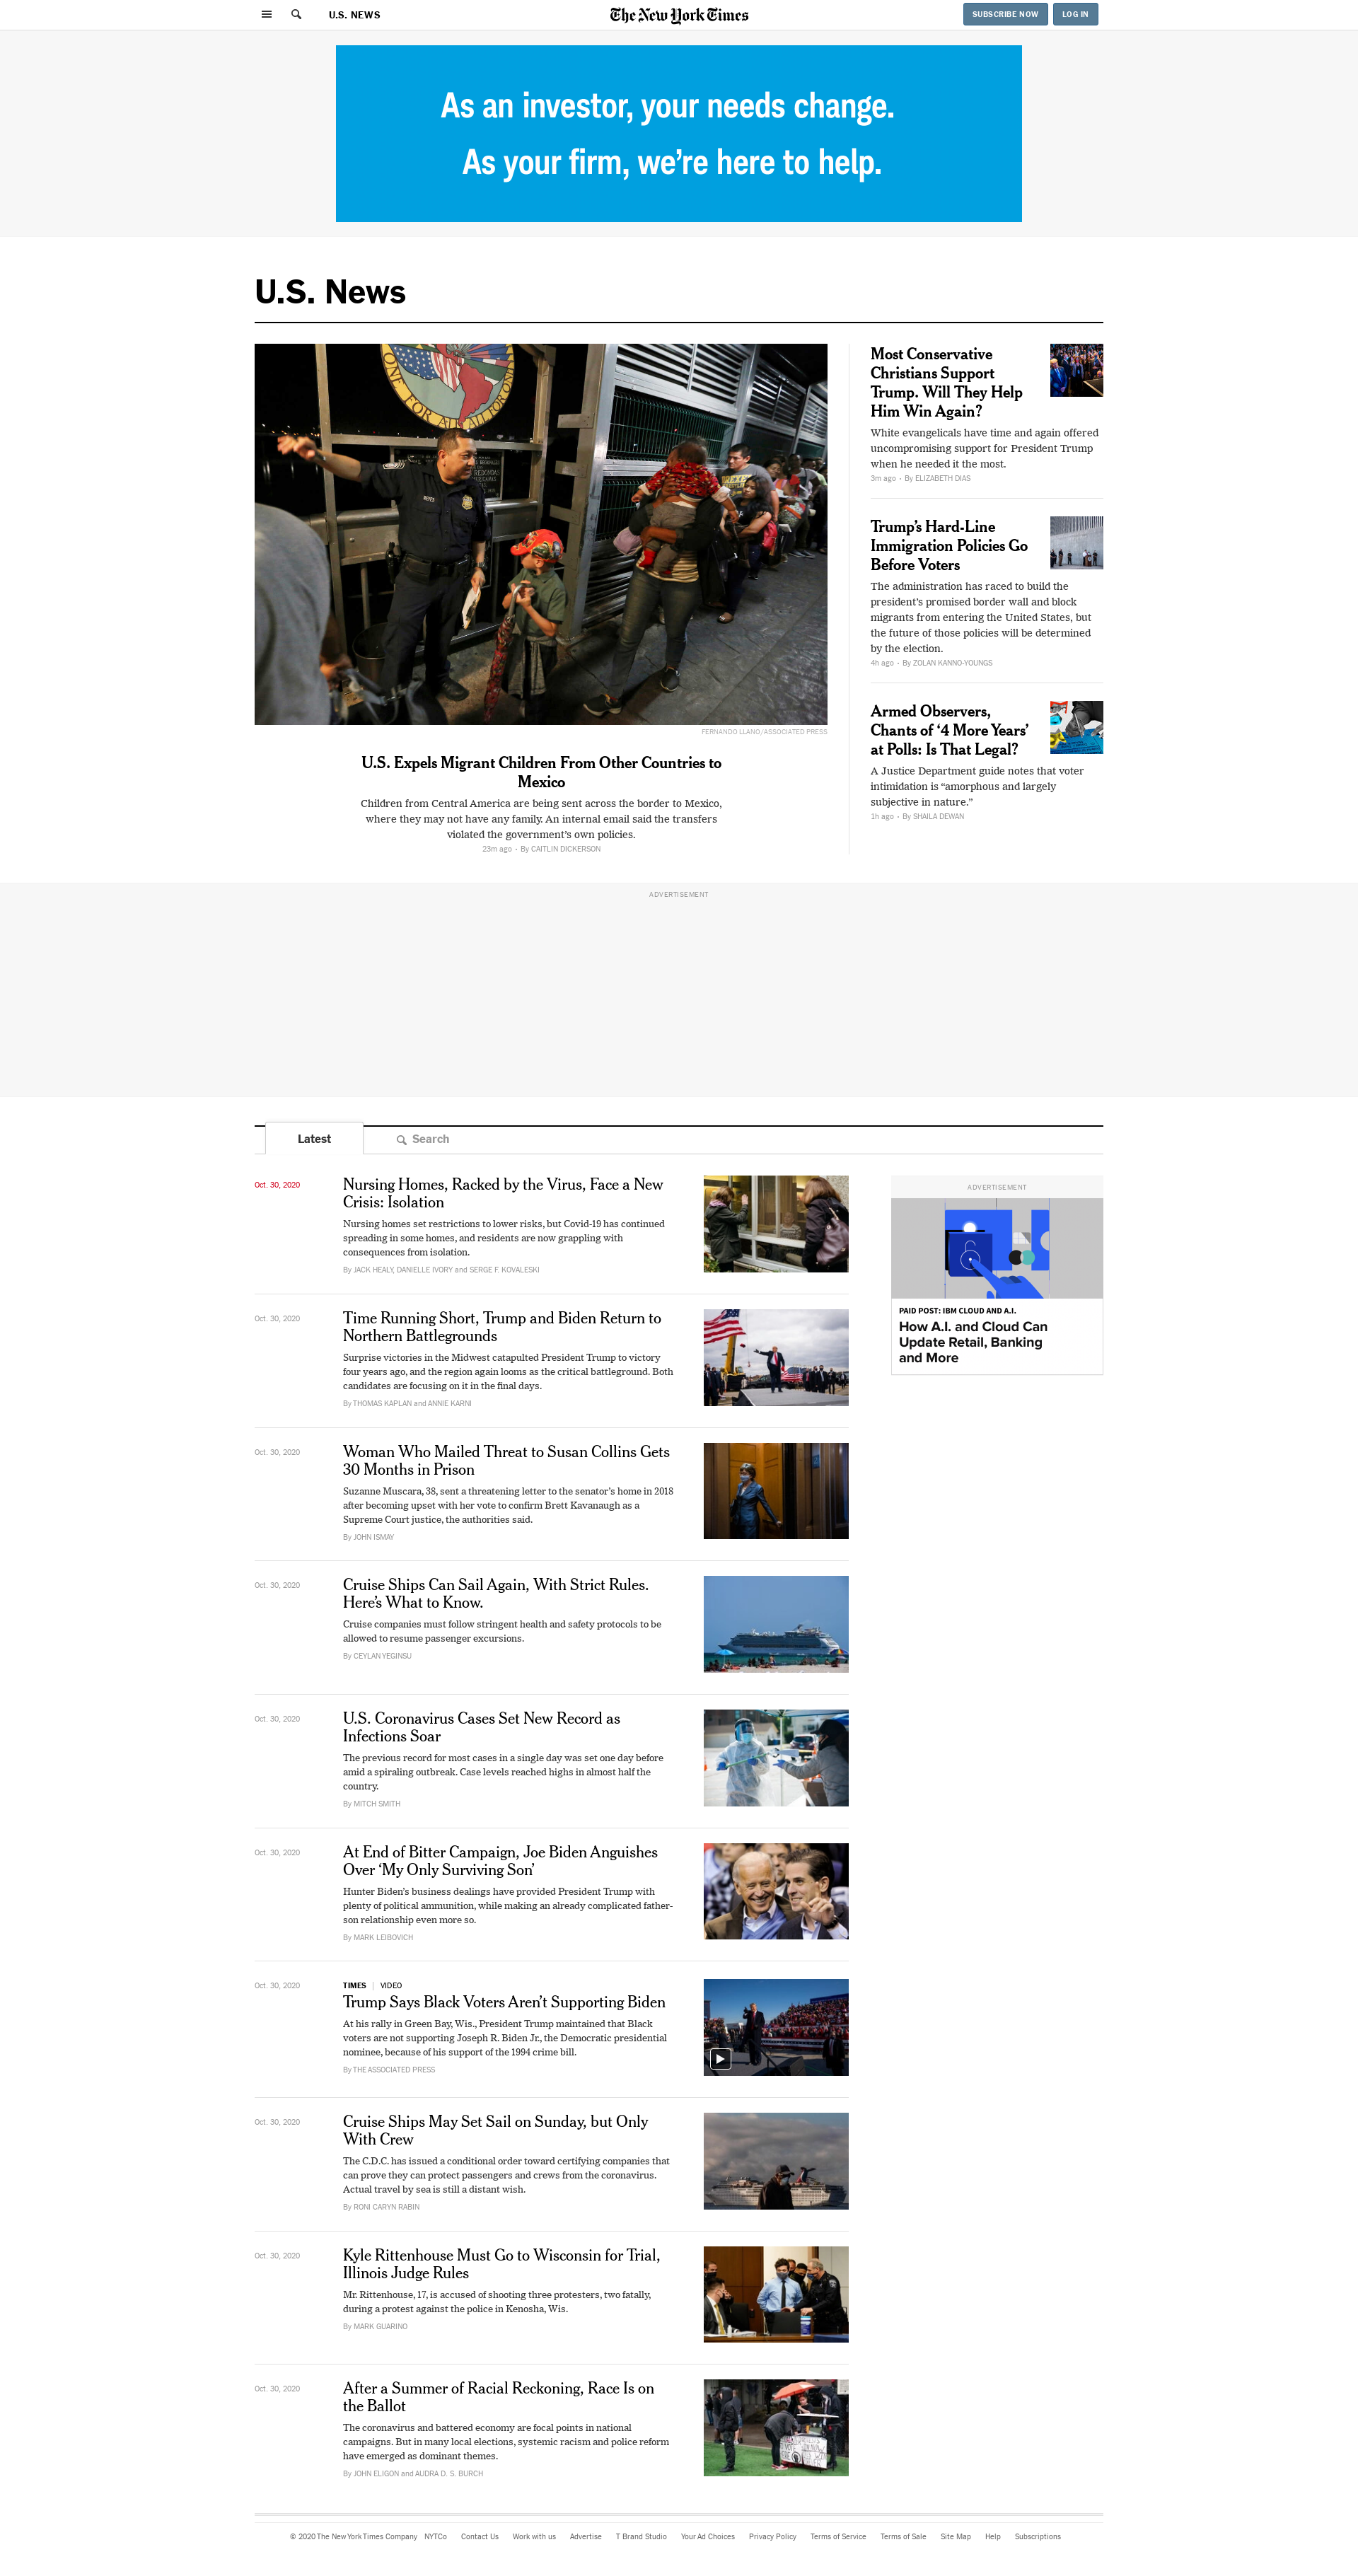 U.S. NEWS
The New York Times
SUBSCRIBE NOW
LOG IN
As an investor, your needs change.
As your firm, we're here to help.
U.S. News
REYES
FERNANDO LLANO/ASSOCIATED PRESS
U.S. Expels Migrant Children From Other Countries to
Mexico
Children from Central America are being sent across the border to Mexico,
where they may not have any family. An internal email said the transfers
violated the government's own policies.
23m ago • By CAITLIN DICKERSON
Most Conservative
Christians Support
Trump. Will They Help
Him Win Again?
White evangelicals have time and again offered
uncompromising support for President Trump
when he needed it the most.
3m ago • By ELIZABETH DIAS
Trump's Hard-Line
Immigration Policies Go
Before Voters
The administration has raced to build the
president's promised border wall and block
migrants from entering the United States, but
the future of those policies will be determined
by the election.
4h ago • By ZOLAN KANNO-YOUNGS
Armed Observers,
Chants of '4 More Years'
at Polls: Is That Legal?
A Justice Department guide notes that voter
intimidation is "amorphous and largely
subjective in nature."
1h ago • By SHAILA DEWAN
ADVERTISEMENT
Latest
Search
Oct. 30, 2020
Nursing Homes, Racked by the Virus, Face a New
Crisis: Isolation
Nursing homes set restrictions to lower risks, but Covid-19 has continued
spreading in some homes, and residents are now grappling with
consequences from isolation.
By JACK HEALY, DANIELLE IVORY and SERGE F. KOVALESKI
ADVERTISEMENT
PAID POST: IBM CLOUD AND A.I.
How A.I. and Cloud Can
Update Retail, Banking
and More
Oct. 30, 2020
Time Running Short, Trump and Biden Return to
Northern Battlegrounds
Surprise victories in the Midwest catapulted President Trump to victory
four years ago, and the region again looms as the critical battleground. Both
candidates are focusing on it in the final days.
By THOMAS KAPLAN and ANNIE KARNI
Oct. 30, 2020
Woman Who Mailed Threat to Susan Collins Gets
30 Months in Prison
Suzanne Muscara, 38, sent a threatening letter to the senator's home in 2018
after becoming upset with her vote to confirm Brett Kavanaugh as a
Supreme Court justice, the authorities said.
By JOHN ISMAY
Oct. 30, 2020
Cruise Ships Can Sail Again, With Strict Rules.
Here's What to Know.
Cruise companies must follow stringent health and safety protocols to be
allowed to resume passenger excursions.
By CEYLAN YEGINSU
Oct. 30, 2020
U.S. Coronavirus Cases Set New Record as
Infections Soar
The previous record for most cases in a single day was set one day before
amid a spiraling outbreak. Case levels reached highs in almost half the
country.
By MITCH SMITH
Oct. 30, 2020
At End of Bitter Campaign, Joe Biden Anguishes
Over 'My Only Surviving Son'
Hunter Biden's business dealings have provided President Trump with
plenty of political ammunition, while making an already complicated father-
son relationship even more so.
By MARK LEIBOVICH
Oct. 30, 2020
TIMES | VIDEO
Trump Says Black Voters Aren't Supporting Biden
At his rally in Green Bay, Wis., President Trump maintained that Black
voters are not supporting Joseph R. Biden Jr., the Democratic presidential
nominee, because of his support of the 1994 crime bill.
By THE ASSOCIATED PRESS
Oct. 30, 2020
Cruise Ships May Set Sail on Sunday, but Only
With Crew
The C.D.C. has issued a conditional order toward certifying companies that
can prove they can protect passengers and crews from the coronavirus.
Actual travel by sea is still a distant wish.
By RONI CARYN RABIN
Oct. 30, 2020
Kyle Rittenhouse Must Go to Wisconsin for Trial,
Illinois Judge Rules
Mr. Rittenhouse, 17, is accused of shooting three protesters, two fatally,
during a protest against the police in Kenosha, Wis.
By MARK GUARINO
Oct. 30, 2020
After a Summer of Racial Reckoning, Race Is on
the Ballot
The coronavirus and battered economy are focal points in national
campaigns. But in many local elections, systemic racism and police reform
have emerged as dominant themes.
By JOHN ELIGON and AUDRA D. S. BURCH
© 2020 The New York Times Company NYTCo Contact Us Work with us Advertise T Brand Studio Your Ad Choices Privacy Policy Terms of Service Terms of Sale Site Map Help Subscriptions